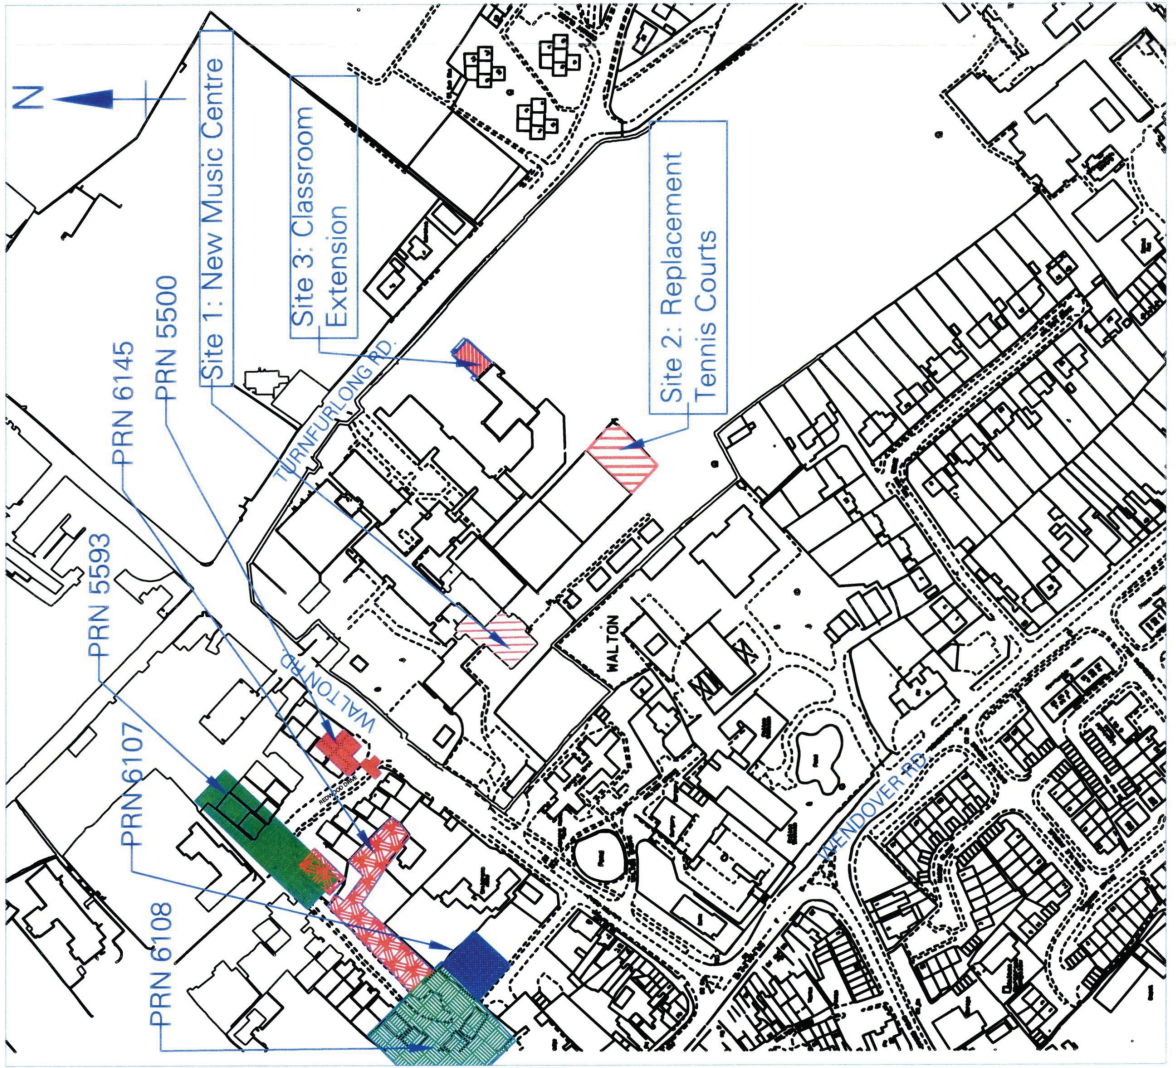 N
Site 1: New Music Centre
Site 3: Classroom
Extension
PRN 5500
PRN 6145
PRN 5593
PRN 6107
PRN 6108
TURNFURLONG RD.
WALTON RD.
Site 2: Replacement
Tennis Courts
WALTON
WENDOVER RD